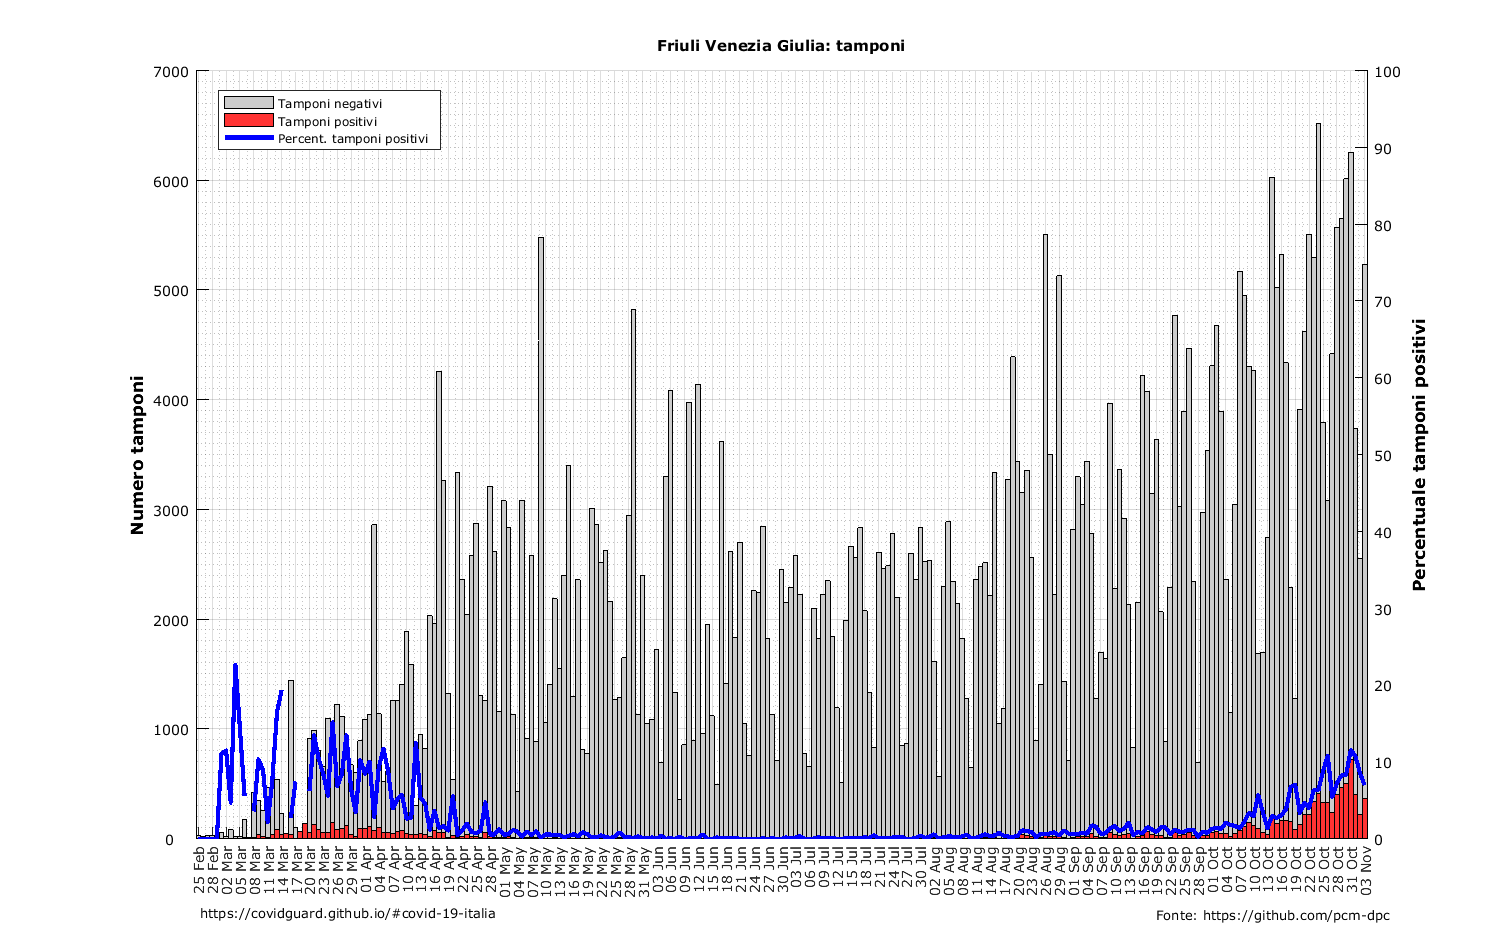 Friuli Venezia Giulia: tamponi
Tamponi negativi
Tamponi positivi
Percent. tamponi positivi
Numero tamponi
7000
6000
5000
4000
3000
2000
1000
0
Percentuale tamponi positivi
100
90
80
70
60
50
40
30
20
10
0
25 Feb
28 Feb
02 Mar
05 Mar
08 Mar
11 Mar
14 Mar
17 Mar
20 Mar
23 Mar
26 Mar
29 Mar
01 Apr
04 Apr
07 Apr
10 Apr
13 Apr
16 Apr
19 Apr
22 Apr
25 Apr
28 Apr
01 May
04 May
07 May
10 May
13 May
16 May
19 May
22 May
25 May
28 May
31 May
03 Jun
06 Jun
09 Jun
12 Jun
15 Jun
18 Jun
21 Jun
24 Jun
27 Jun
30 Jun
03 Jul
06 Jul
09 Jul
12 Jul
15 Jul
18 Jul
21 Jul
24 Jul
27 Jul
30 Jul
02 Aug
05 Aug
08 Aug
11 Aug
14 Aug
17 Aug
20 Aug
23 Aug
26 Aug
29 Aug
01 Sep
04 Sep
07 Sep
10 Sep
13 Sep
16 Sep
19 Sep
22 Sep
25 Sep
28 Sep
01 Oct
04 Oct
07 Oct
10 Oct
13 Oct
16 Oct
19 Oct
22 Oct
25 Oct
28 Oct
31 Oct
03 Nov
https://covidguard.github.io/#covid-19-italia
Fonte: https://github.com/pcm-dpc